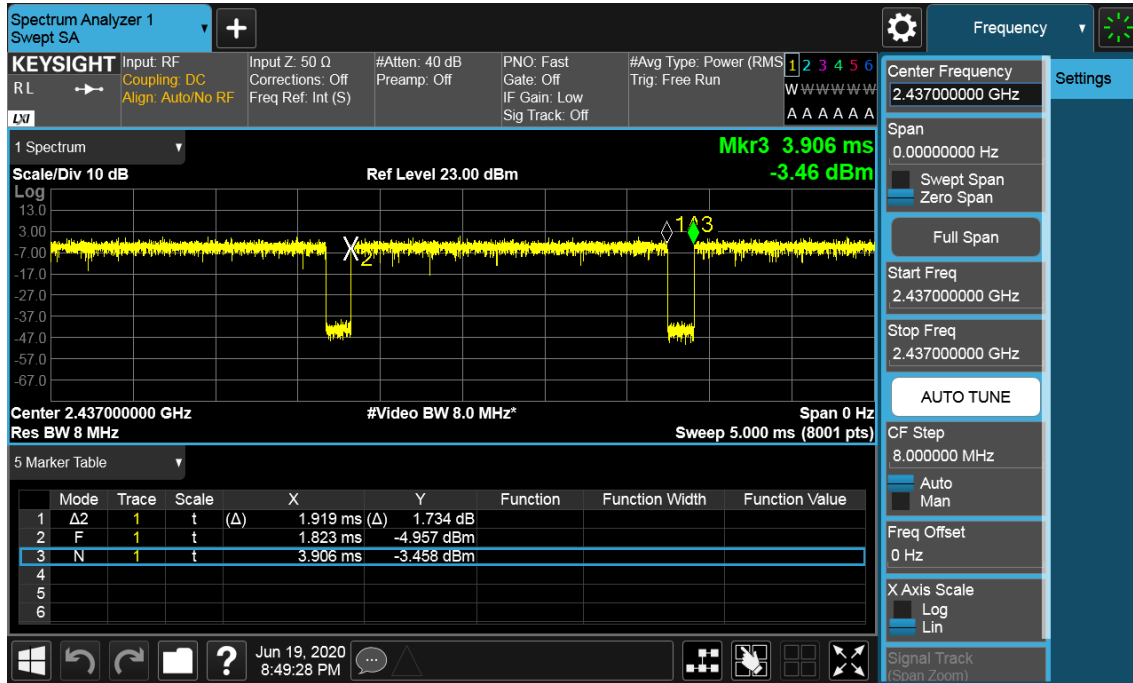 Spectrum Analyzer 1
Swept SA
+
Frequency
KEYSIGHT
R L
LXI
Input: RF
Coupling: DC
Align: Auto/No RF
Input Z: 50 Ω
Corrections: Off
Freq Ref: Int (S)
#Atten: 40 dB
Preamp: Off
PNO: Fast
Gate: Off
IF Gain: Low
Sig Track: Off
#Avg Type: Power (RMS
Trig: Free Run
1 2 3 4 5 6
W W W W W W
A A A A A A
1 Spectrum
Scale/Div 10 dB
Ref Level 23.00 dBm
Mkr3 3.906 ms
-3.46 dBm
Log
13.0
3.00
-7.00
-17.0
-27.0
-37.0
-47.0
-57.0
-67.0
2
1Δ3
Center 2.437000000 GHz
#Video BW 8.0 MHz*
Span 0 Hz
Res BW 8 MHz
Sweep 5.000 ms (8001 pts)
5 Marker Table
Mode Trace Scale X Y Function Function Width Function Value
1 Δ2 1 t (Δ) 1.919 ms (Δ) 1.734 dB
2 F 1 t 1.823 ms -4.957 dBm
3 N 1 t 3.906 ms -3.458 dBm
4
5
6
?
Jun 19, 2020
8:49:28 PM
Center Frequency
2.437000000 GHz
Span
0.00000000 Hz
Swept Span
Zero Span
Full Span
Start Freq
2.437000000 GHz
Stop Freq
2.437000000 GHz
AUTO TUNE
CF Step
8.000000 MHz
Auto
Man
Freq Offset
0 Hz
X Axis Scale
Log
Lin
Signal Track
(Span Zoom)
Settings